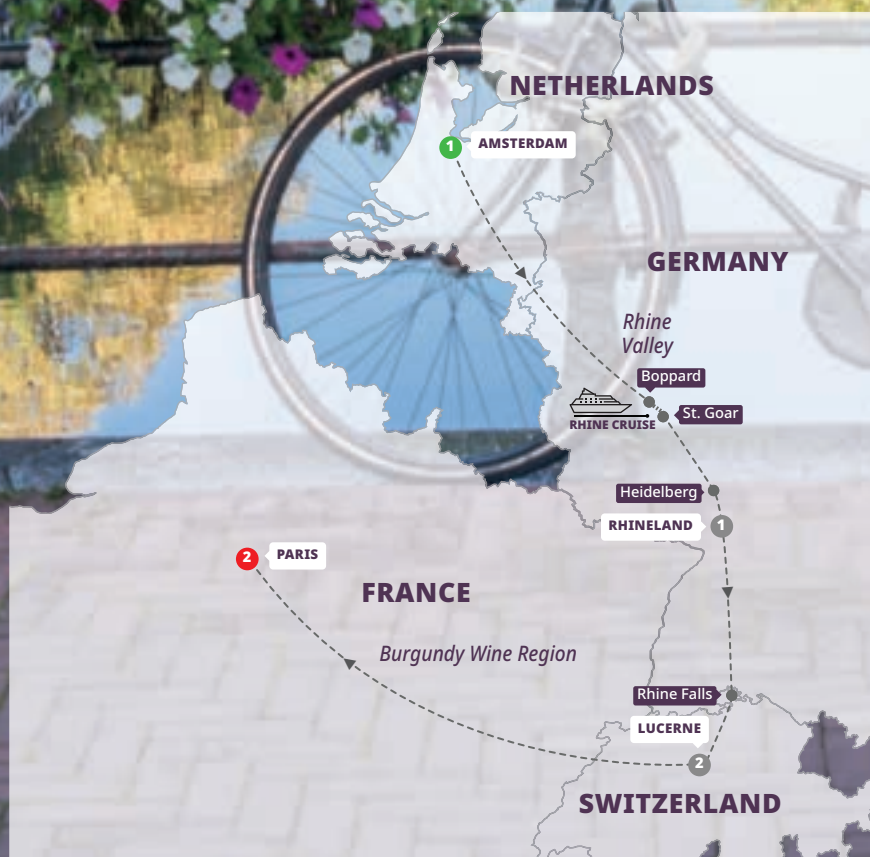 NETHERLANDS
1
AMSTERDAM
GERMANY
Rhine
Valley
Boppard
St. Goar
RHINE CRUISE
Heidelberg
RHINELAND
1
2
PARIS
FRANCE
Burgundy Wine Region
Rhine Falls
LUCERNE
2
SWITZERLAND